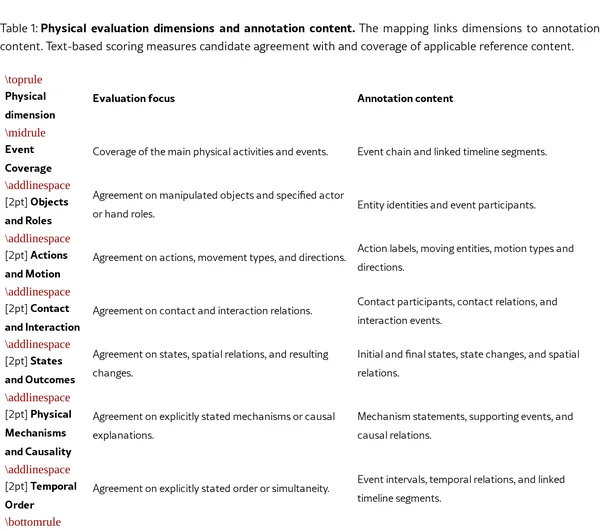 Table 1: Physical evaluation dimensions and annotation content. The mapping links dimensions to annotation
content. Text-based scoring measures candidate agreement with and coverage of applicable reference content.
\toprule
Physical
dimension
Evaluation focus
Annotation content
\midrule
Event
Coverage
Coverage of the main physical activities and events.
Event chain and linked timeline segments.
\addlinespace
[2pt] Objects
and Roles
Agreement on manipulated objects and specified actor
or hand roles.
Entity identities and event participants.
\addlinespace
[2pt] Actions
and Motion
Agreement on actions, movement types, and directions.
Action labels, moving entities, motion types and
directions.
\addlinespace
[2pt] Contact
and Interaction
Agreement on contact and interaction relations.
Contact participants, contact relations, and
interaction events.
\addlinespace
[2pt] States
and Outcomes
Agreement on states, spatial relations, and resulting
changes.
Initial and final states, state changes, and spatial
relations.
\addlinespace
[2pt] Physical
Mechanisms
and Causality
Agreement on explicitly stated mechanisms or causal
explanations.
Mechanism statements, supporting events, and
causal relations.
\addlinespace
[2pt] Temporal
Order
Agreement on explicitly stated order or simultaneity.
Event intervals, temporal relations, and linked
timeline segments.
\bottomrule